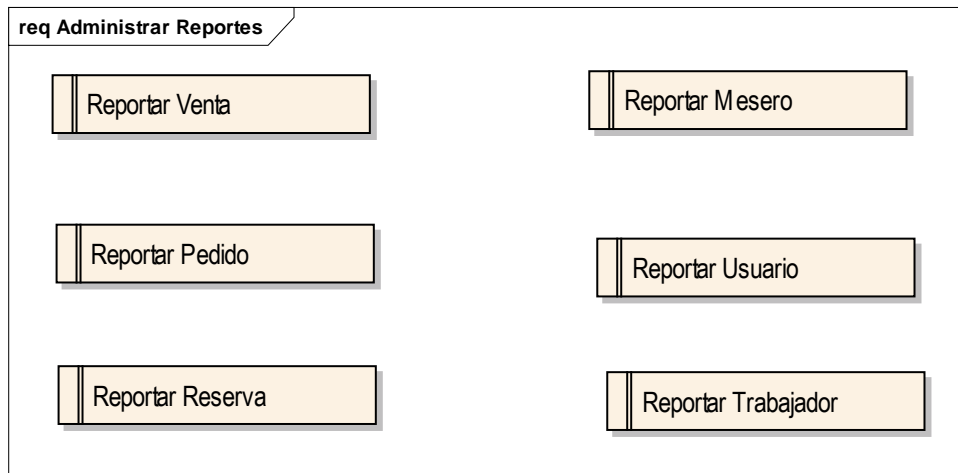 req Administrar Reportes
Reportar Venta
Reportar Mesero
Reportar Pedido
Reportar Usuario
Reportar Reserva
Reportar Trabajador